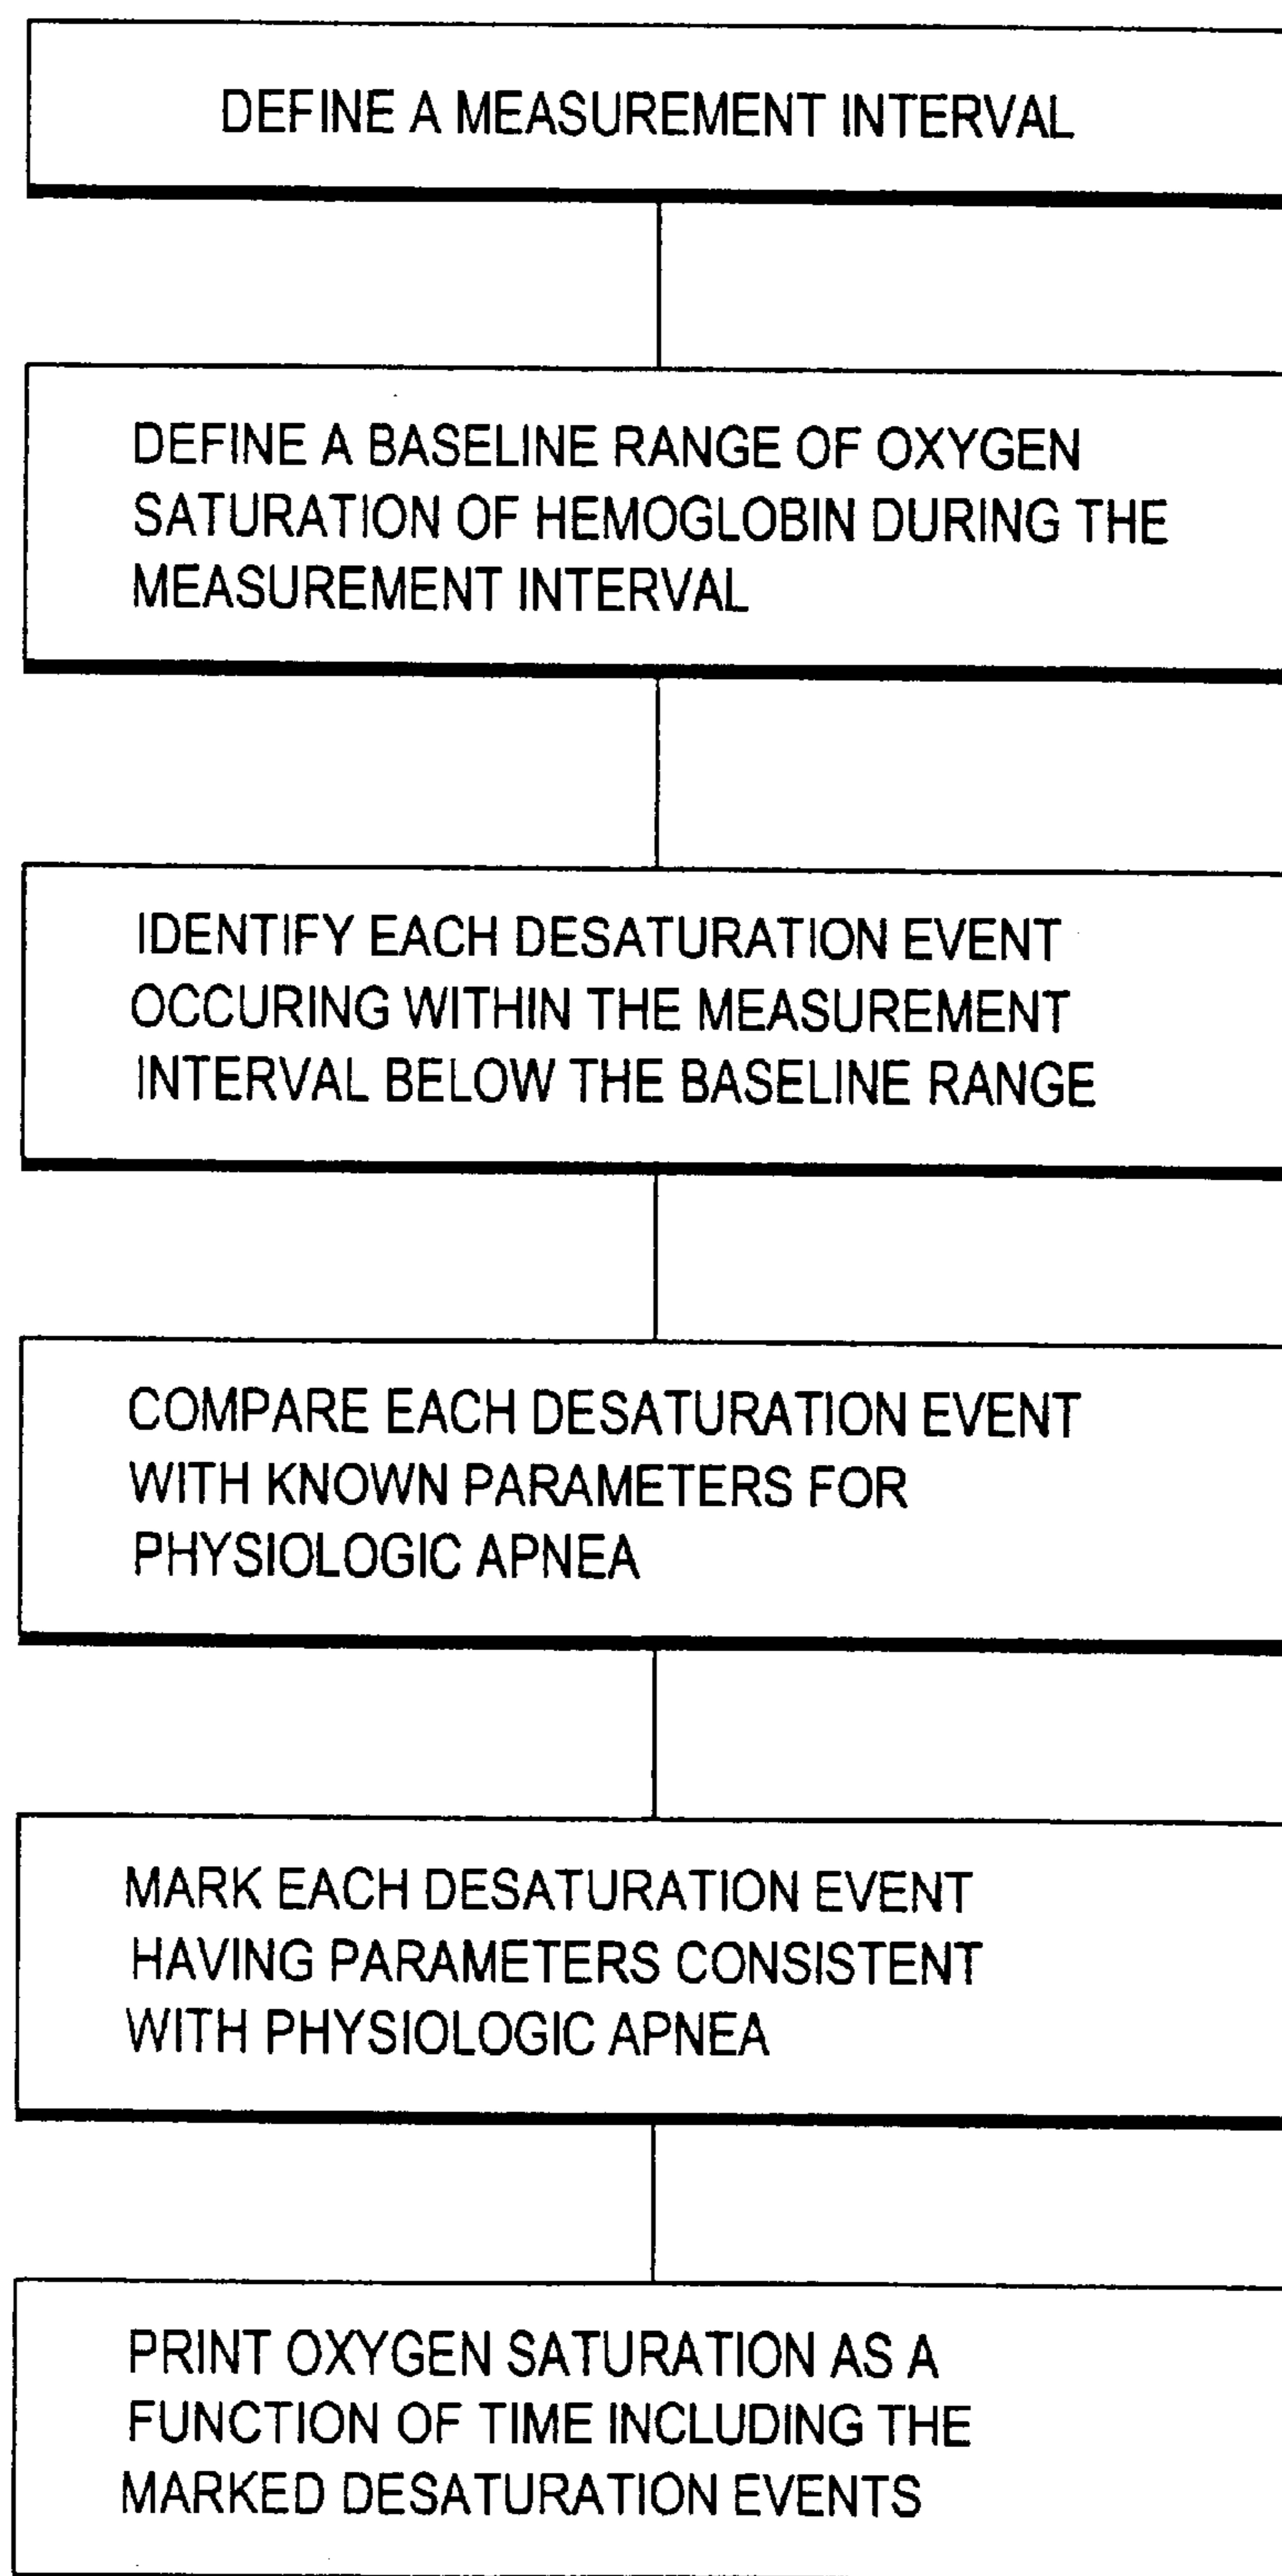 DEFINE A MEASUREMENT INTERVAL
DEFINE A BASELINE RANGE OF OXYGEN
SATURATION OF HEMOGLOBIN DURING THE
MEASUREMENT INTERVAL
IDENTIFY EACH DESATURATION EVENT
OCCURING WITHIN THE MEASUREMENT
INTERVAL BELOW THE BASELINE RANGE
COMPARE EACH DESATURATION EVENT
WITH KNOWN PARAMETERS FOR
PHYSIOLOGIC APNEA
MARK EACH DESATURATION EVENT
HAVING PARAMETERS CONSISTENT
WITH PHYSIOLOGIC APNEA
PRINT OXYGEN SATURATION AS A
FUNCTION OF TIME INCLUDING THE
MARKED DESATURATION EVENTS